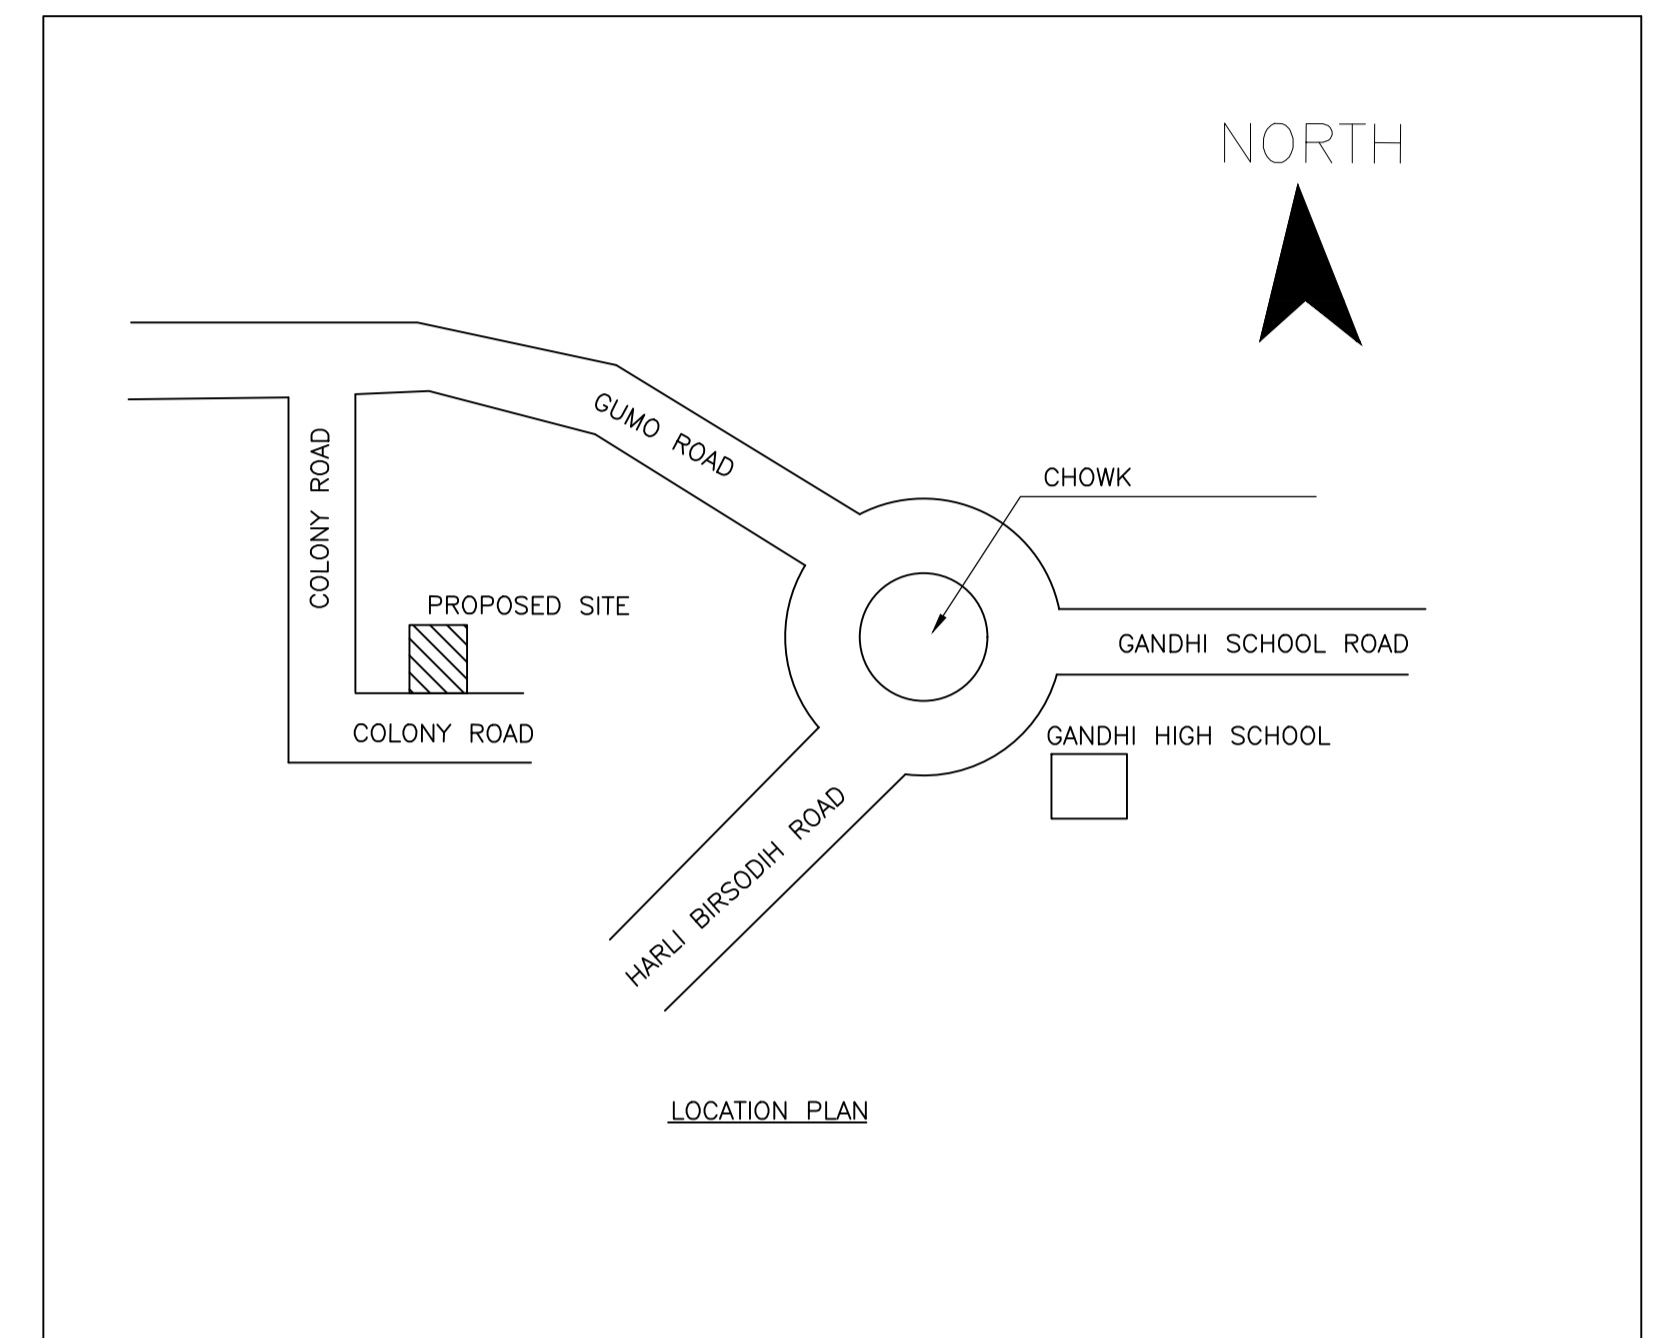 NORTH
GUMO ROAD
COLONY ROAD
CHOWK
PROPOSED SITE
GANDHI SCHOOL ROAD
COLONY ROAD
GANDHI HIGH SCHOOL
HARLI BIRSODIH ROAD
LOCATION PLAN